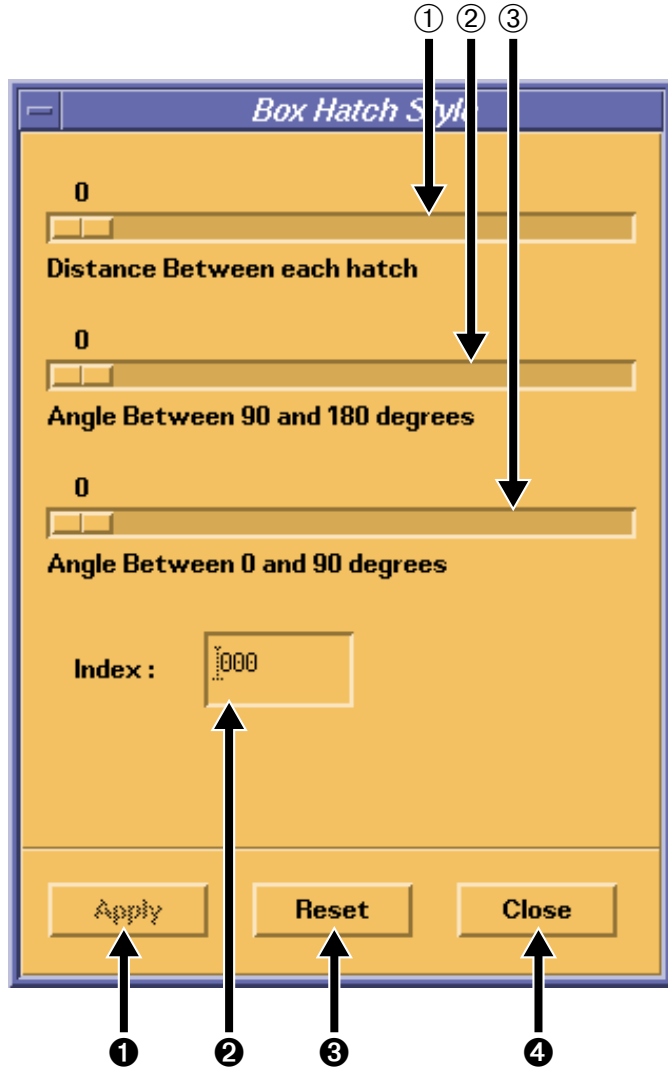 ① ② ③
Box Hatch Style
0
Distance Between each hatch
0
Angle Between 90 and 180 degrees
0
Angle Between 0 and 90 degrees
Index : 000
Apply Reset Close
❶ ❷ ❸ ❹